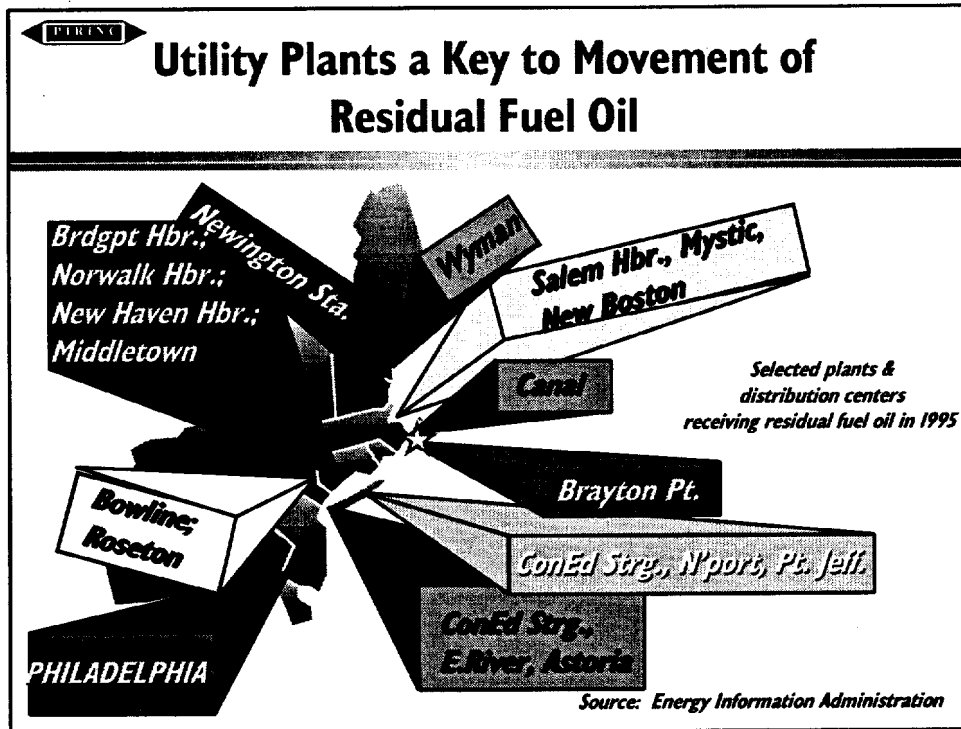 PIRINC
Utility Plants a Key to Movement of
Residual Fuel Oil
Brdgpt Hbr.;
Norwalk Hbr.;
New Haven Hbr.;
Middletown
Newington Sta.
Wyman
Salem Hbr., Mystic,
New Boston
Canal
Selected plants &
distribution centers
receiving residual fuel oil in 1995
Brayton Pt.
Bowline;
Roseton
ConEd Strg., N'port, Pt. Jeff.
ConEd Strg.,
E.River, Astoria
PHILADELPHIA
Source: Energy Information Administration